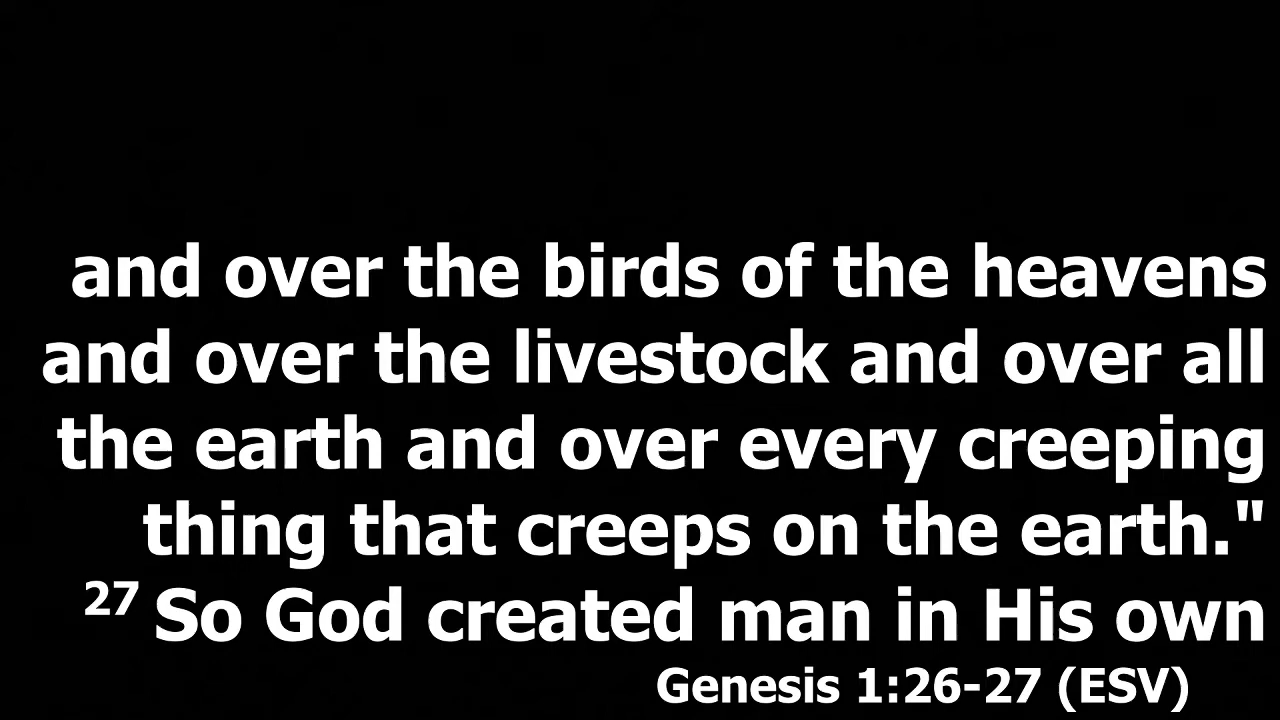 and over the birds of the heavens
and over the livestock and over all
the earth and over every creeping
thing that creeps on the earth."
27 So God created man in His own
Genesis 1:26-27 (ESV)